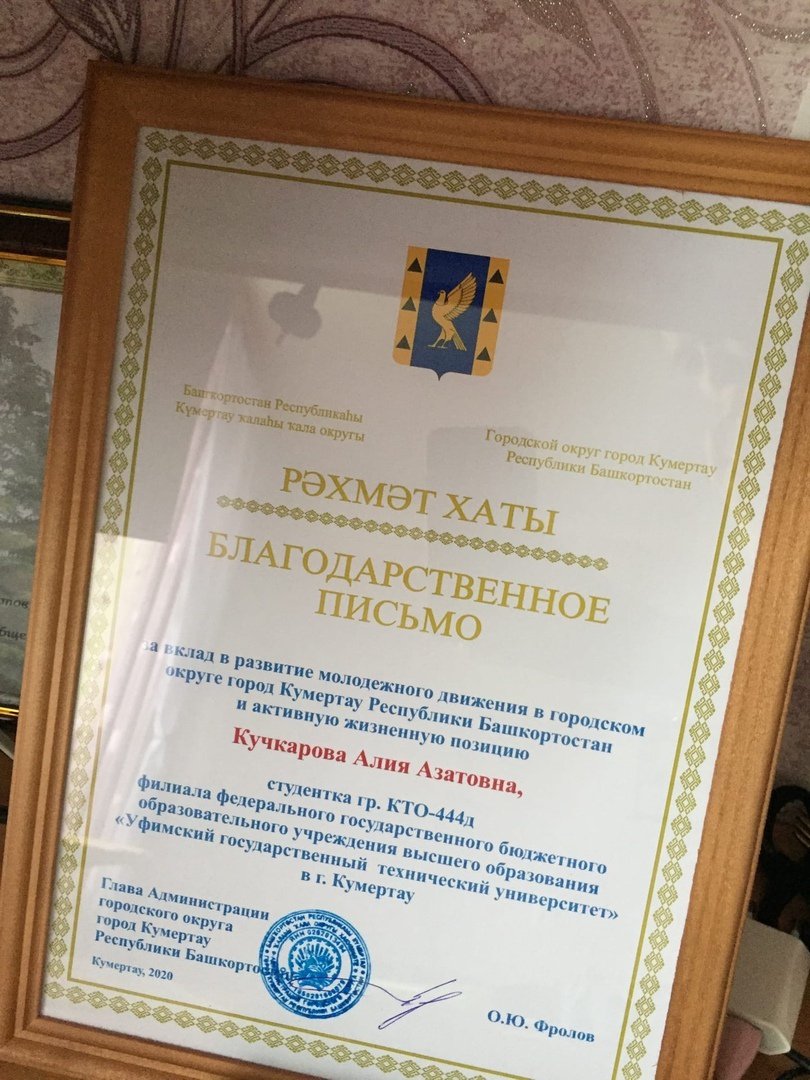 Башҡортостан Республикаһы
Күмертау ҡалаһы ҡала округы
Городской округ город Кумертау
Республики Башкортостан
РӘХМӘТ ХАТЫ
БЛАГОДАРСТВЕННОЕ
ПИСЬМО
за вклад в развитие молодежного движения в городском
округе город Кумертау Республики Башкортостан
и активную жизненную позицию
Кучкарова Алия Азатовна,
студентка гр. КТО-444д
филиала федерального государственного бюджетного
образовательного учреждения высшего образования
«Уфимский государственный технический университет»
в г. Кумертау
Глава Администрации
городского округа
город Кумертау
Республики Башкортостан
Кумертау, 2020
О.Ю. Фролов